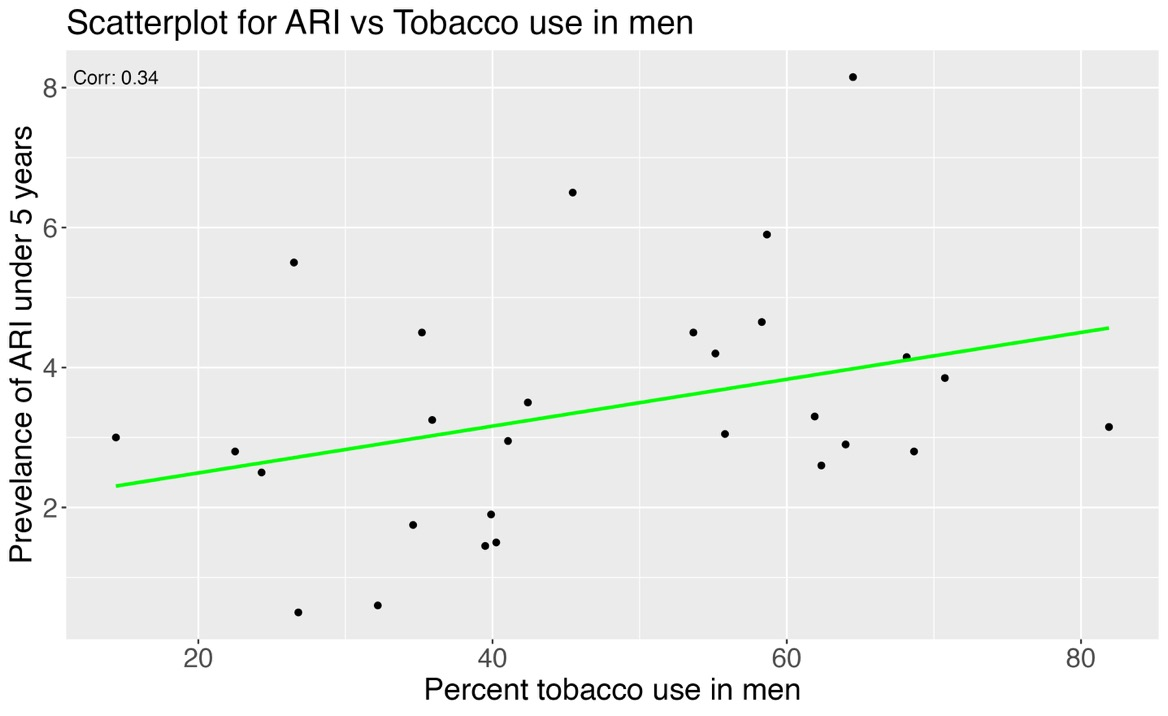 Scatterplot for ARI vs Tobacco use in men
Corr: 0.34
8
6
4
2
Prevelance of ARI under 5 years
20 40 60 80
Percent tobacco use in men